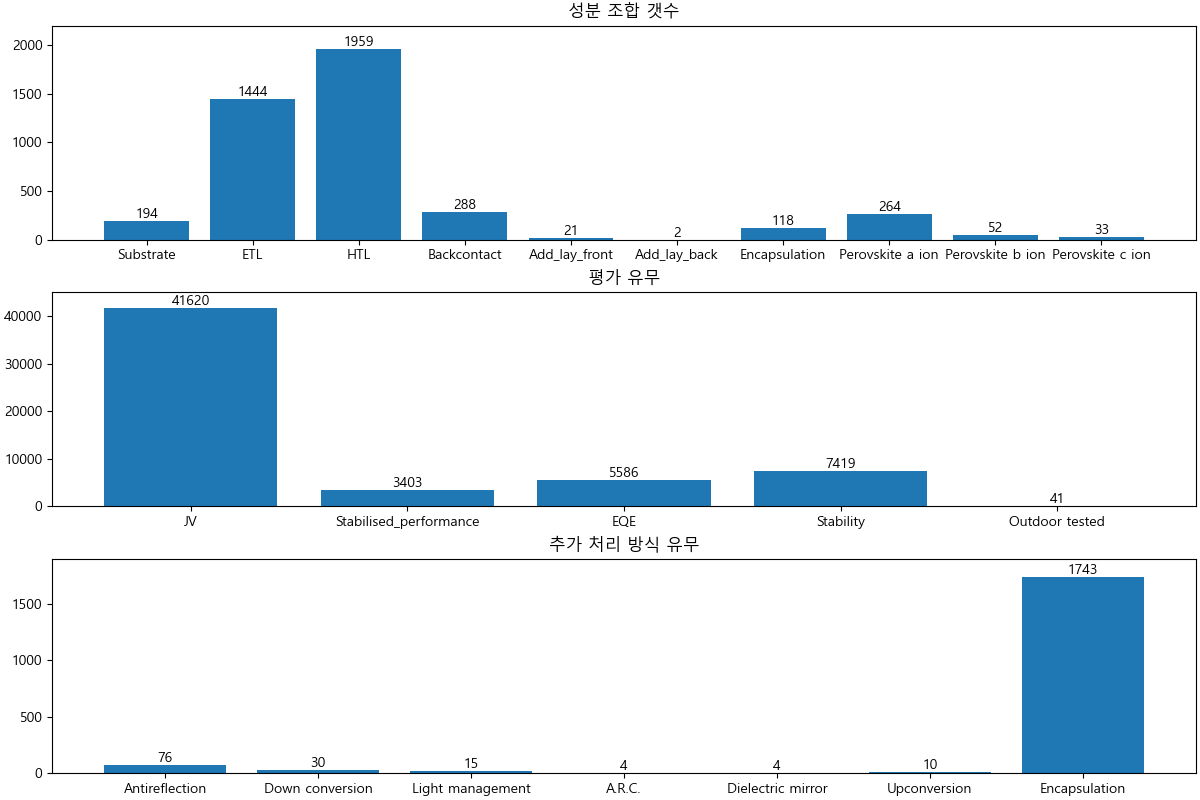 성분 조합 갯수
2000
1500
1000
500
0
194
1444
1959
288
21
2
118
264
52
33
Substrate
ETL
HTL
Backcontact
Add_lay_front
Add_lay_back
Encapsulation
Perovskite a ion
Perovskite b ion
Perovskite c ion
평가 유무
40000
30000
20000
10000
0
41620
3403
5586
7419
41
JV
Stabilised_performance
EQE
Stability
Outdoor tested
추가 처리 방식 유무
1500
1000
500
0
76
30
15
4
4
10
1743
Antireflection
Down conversion
Light management
A.R.C.
Dielectric mirror
Upconversion
Encapsulation